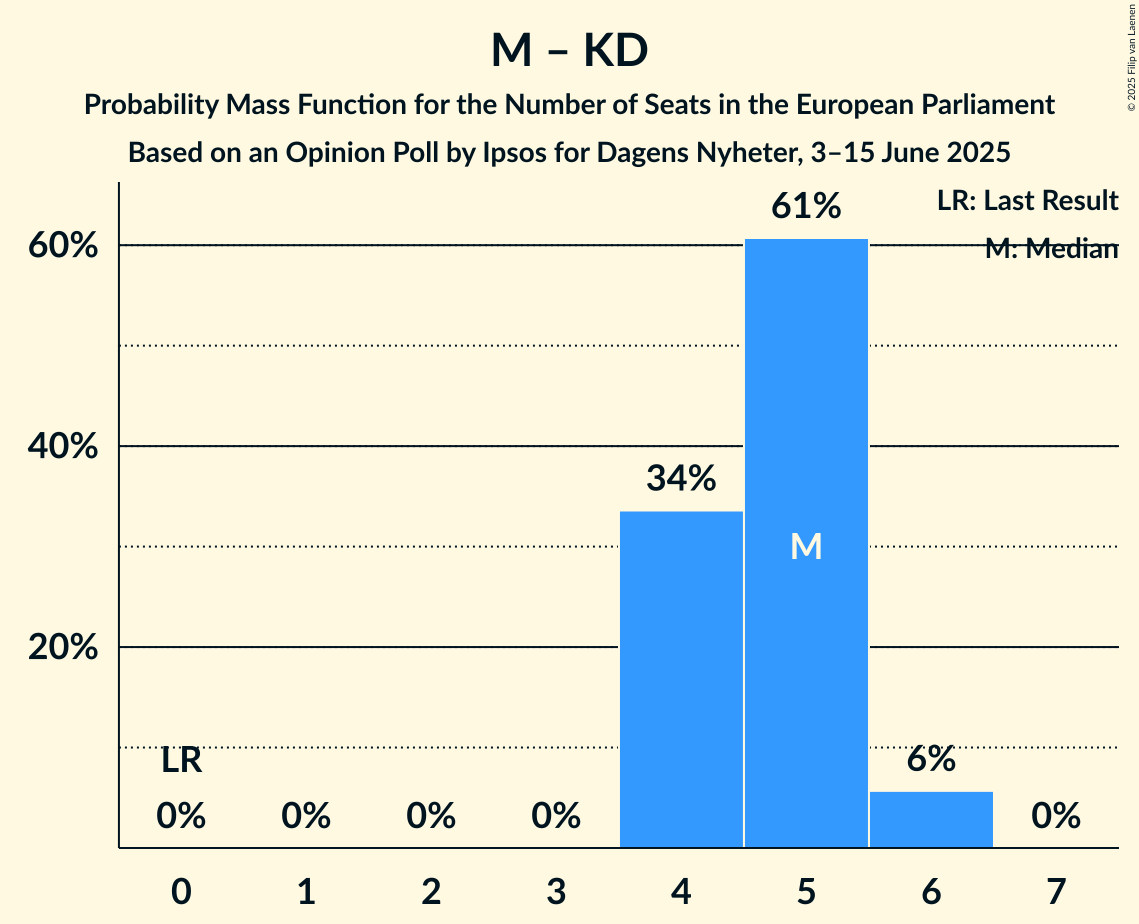 M – KD
Probability Mass Function for the Number of Seats in the European Parliament
Based on an Opinion Poll by Ipsos for Dagens Nyheter, 3–15 June 2025
© 2025 Filip van Laenen
LR: Last Result
M: Median
60%
40%
20%
61%
34%
M
LR
6%
0% 0% 0% 0% 0%
0 1 2 3 4 5 6 7